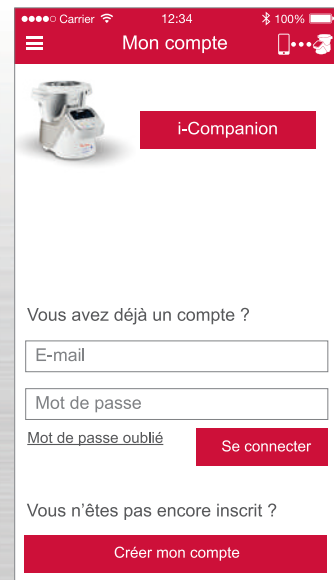 Carrier 12:34 100%
Mon compte
i-Companion
Vous avez déjà un compte ?
E-mail
Mot de passe
Mot de passe oublié
Se connecter
Vous n’êtes pas encore inscrit ?
Créer mon compte